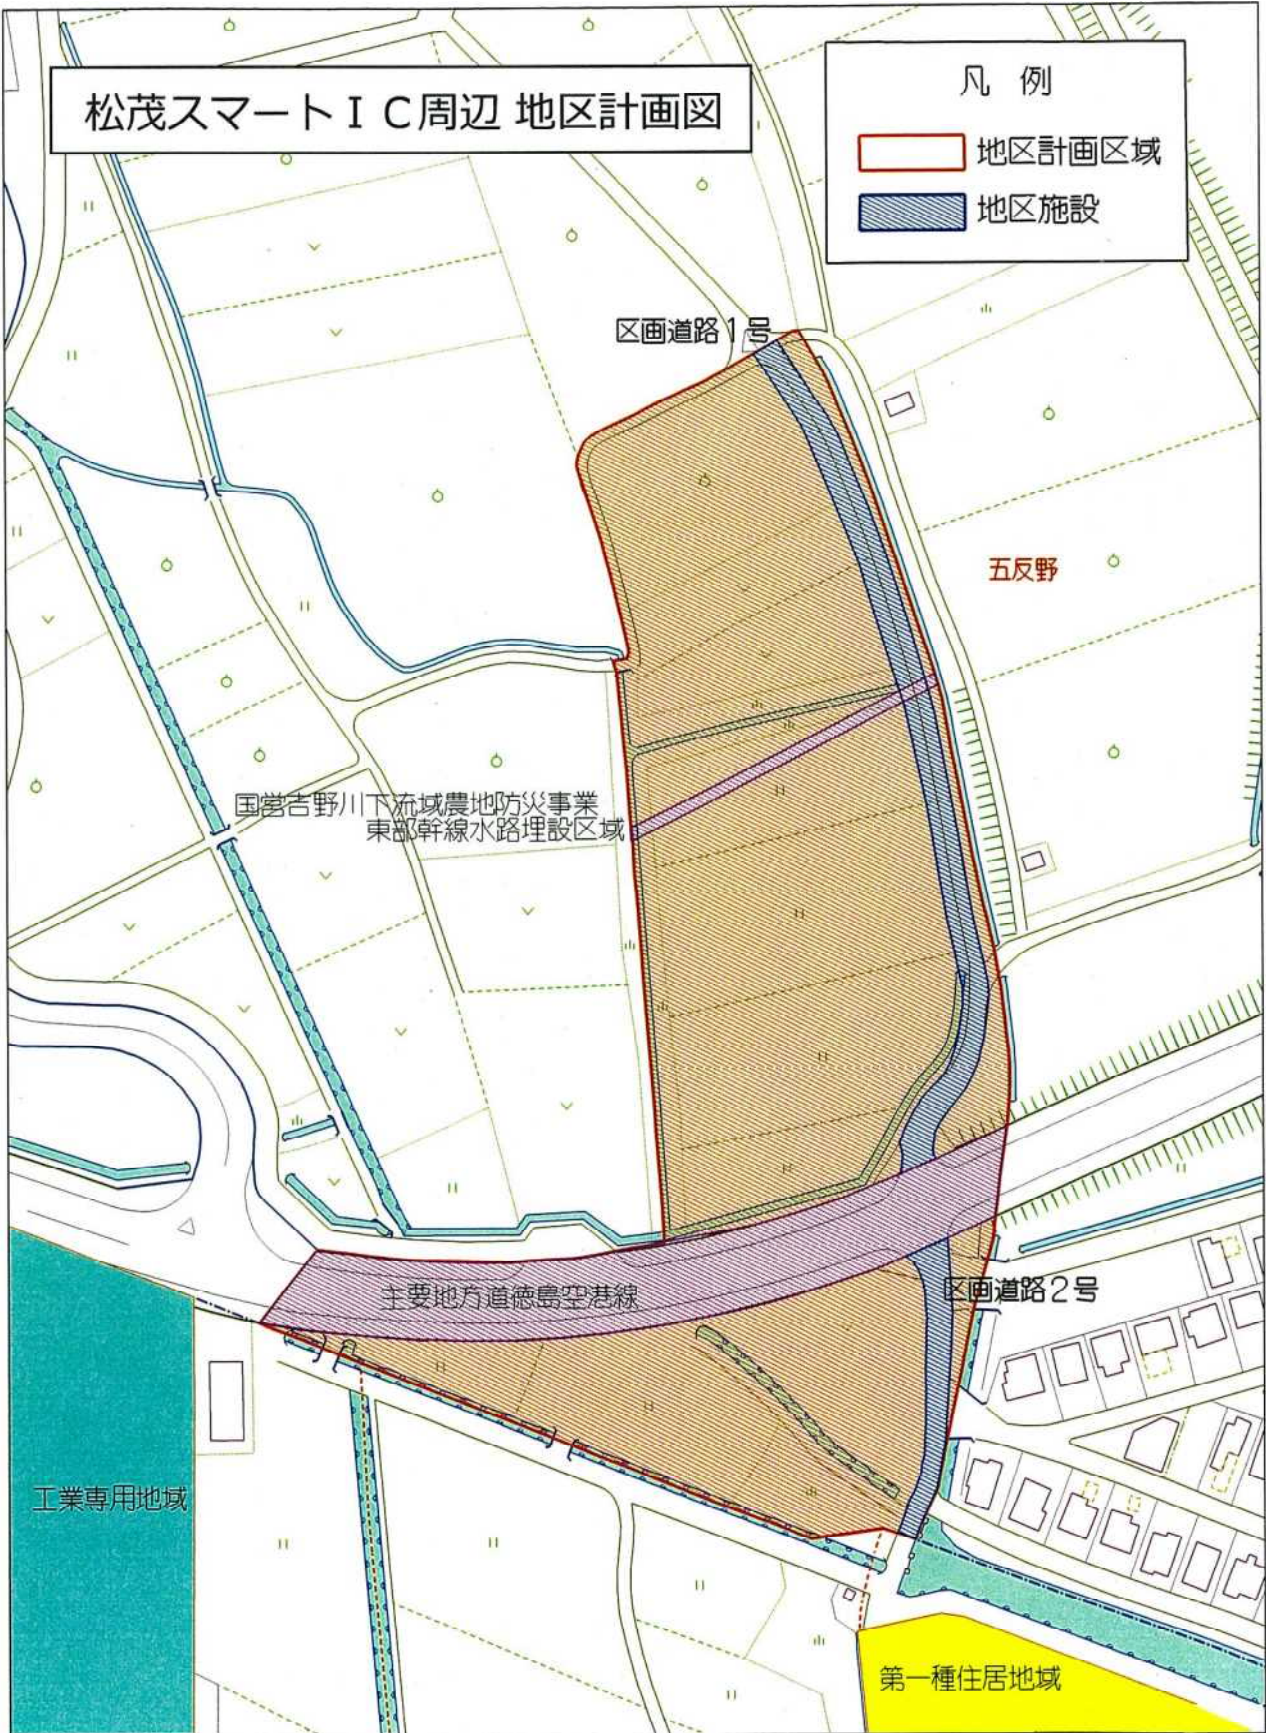 松茂スマートＩＣ周辺 地区計画図
凡 例
地区計画区域
地区施設
区画道路１号
五反野
国営吉野川下流域農地防災事業
東部幹線水路埋設区域
主要地方道徳島空港線
区画道路２号
工業専用地域
第一種住居地域